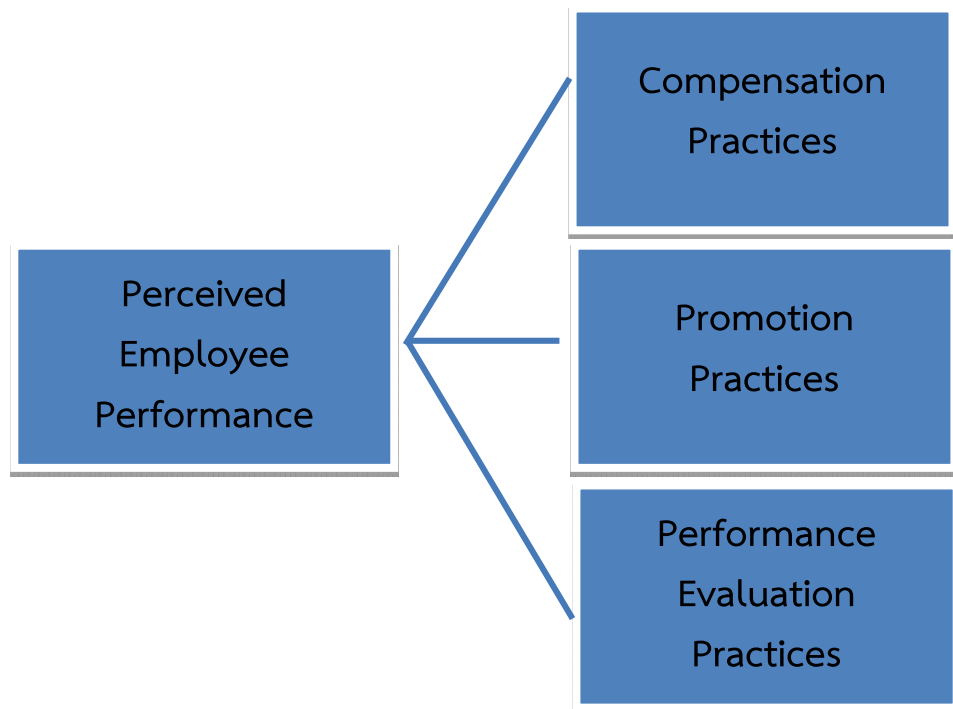 Compensation
Practices
Perceived
Employee
Performance
Promotion
Practices
Performance
Evaluation
Practices